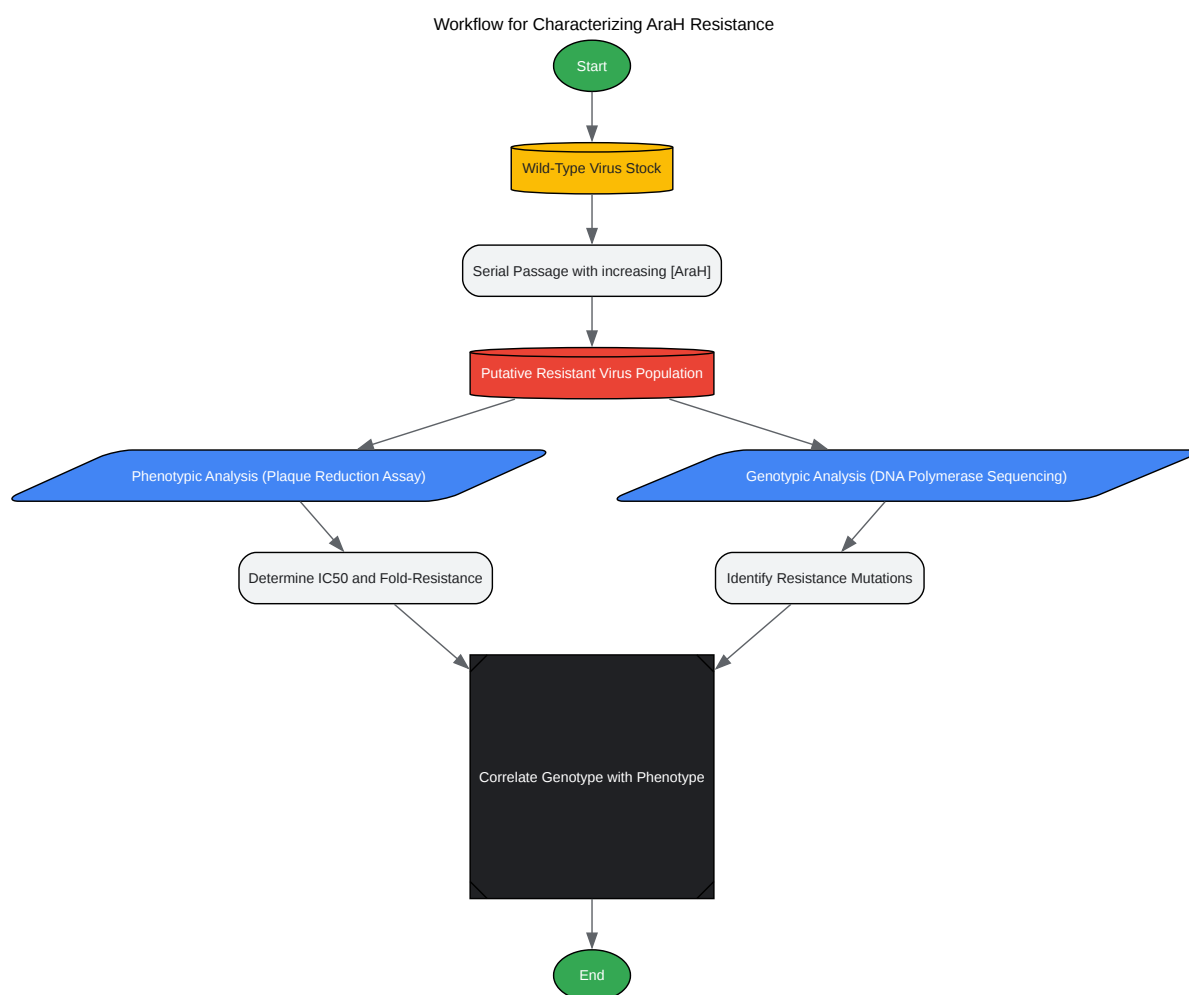 Workflow for Characterizing AraH Resistance
Start
Wild-Type Virus Stock
Serial Passage with increasing [AraH]
Putative Resistant Virus Population
Phenotypic Analysis (Plaque Reduction Assay)
Genotypic Analysis (DNA Polymerase Sequencing)
Determine IC50 and Fold-Resistance
Identify Resistance Mutations
Correlate Genotype with Phenotype
End